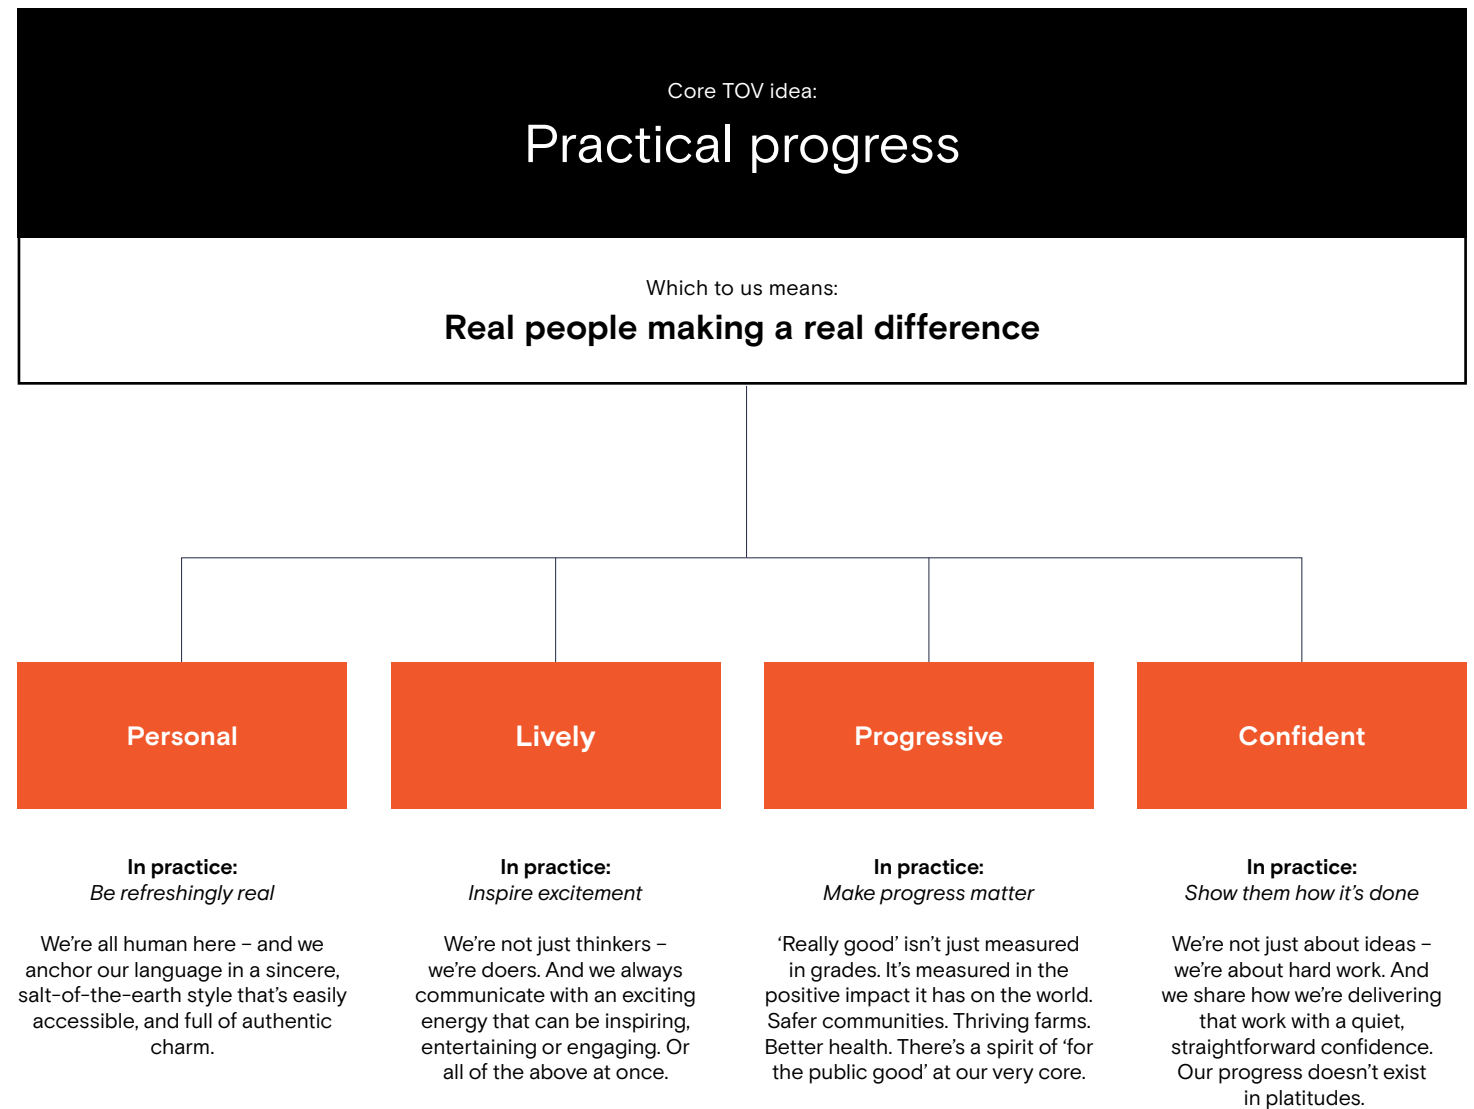 Core TOV idea:
Practical progress
Which to us means:
Real people making a real difference
Personal
In practice:
Be refreshingly real
We’re all human here – and we
anchor our language in a sincere,
salt-of-the-earth style that’s easily
accessible, and full of authentic
charm.
Lively
In practice:
Inspire excitement
We’re not just thinkers –
we’re doers. And we always
communicate with an exciting
energy that can be inspiring,
entertaining or engaging. Or
all of the above at once.
Progressive
In practice:
Make progress matter
‘Really good’ isn’t just measured
in grades. It’s measured in the
positive impact it has on the world.
Safer communities. Thriving farms.
Better health. There’s a spirit of ‘for
the public good’ at our very core.
Confident
In practice:
Show them how it’s done
We’re not just about ideas –
we’re about hard work. And
we share how we’re delivering
that work with a quiet,
straightforward confidence.
Our progress doesn’t exist
in platitudes.